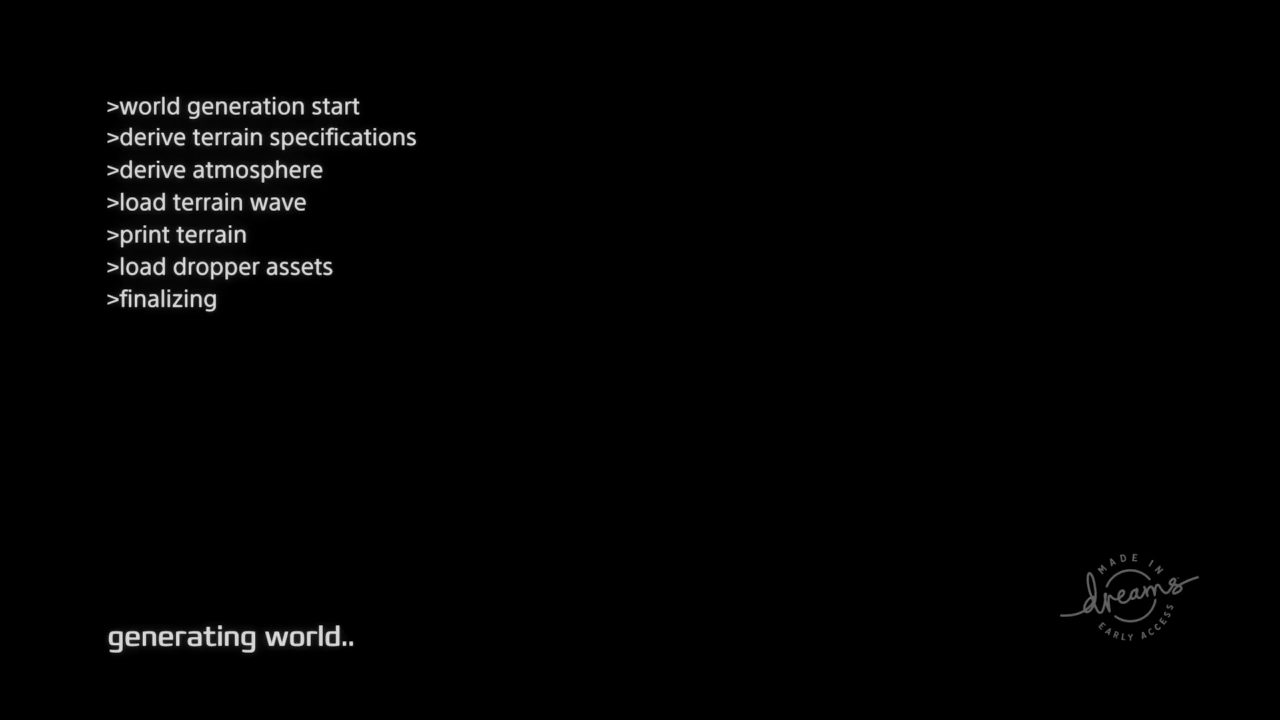 >world generation start
>derive terrain specifications
>derive atmosphere
>load terrain wave
>print terrain
>load dropper assets
>finalizing
generating world..
MADE IN
dreams
EARLY ACCESS